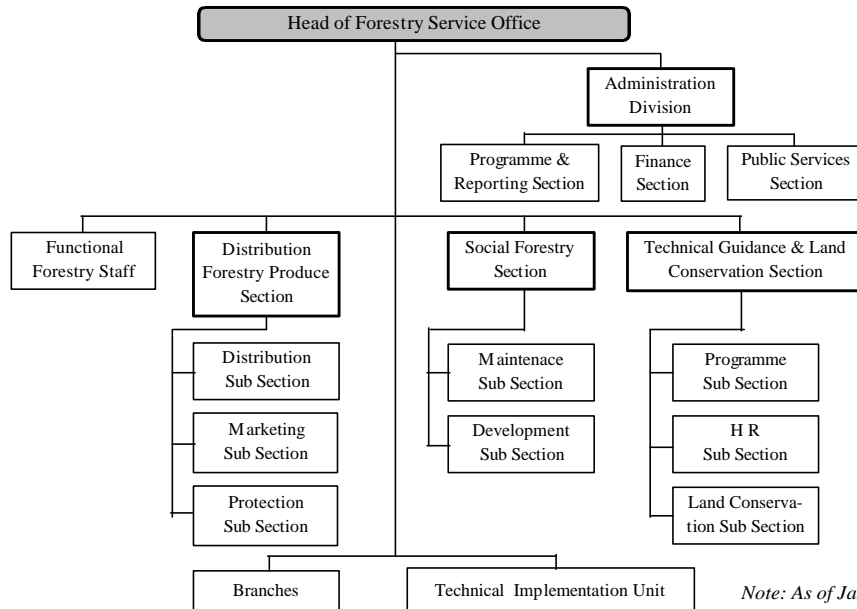 Head of Forestry Service Office
Administration
Division
Programme &
Reporting Section
Finance
Section
Public Services
Section
Functional
Forestry Staff
Distribution
Forestry Produce
Section
Social Forestry
Section
Technical Guidance & Land
Conservation Section
Distribution
Sub Section
Maintenace
Sub Section
Programme
Sub Section
Marketing
Sub Section
Development
Sub Section
H R
Sub Section
Protection
Sub Section
Land Conserva-
tion Sub Section
Branches
Technical Implementation Unit
Note: As of Ja